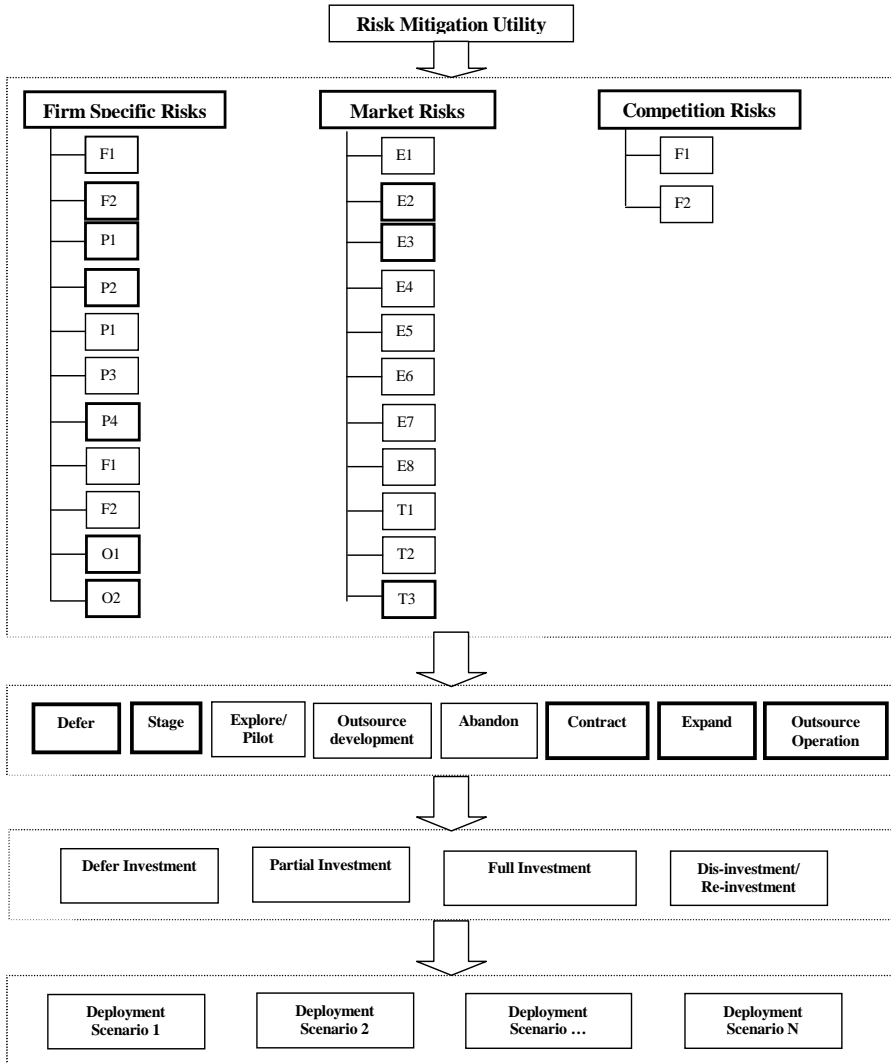 Risk Mitigation Utility
Firm Specific Risks
F1
F2
P1
P2
P1
P3
P4
F1
F2
O1
O2
Market Risks
E1
E2
E3
E4
E5
E6
E7
E8
T1
T2
T3
Competition Risks
F1
F2
Defer
Stage
Explore/
Pilot
Outsource
development
Abandon
Contract
Expand
Outsource
Operation
Defer Investment
Partial Investment
Full Investment
Dis-investment/
Re-investment
Deployment
Scenario 1
Deployment
Scenario 2
Deployment
Scenario …
Deployment
Scenario N